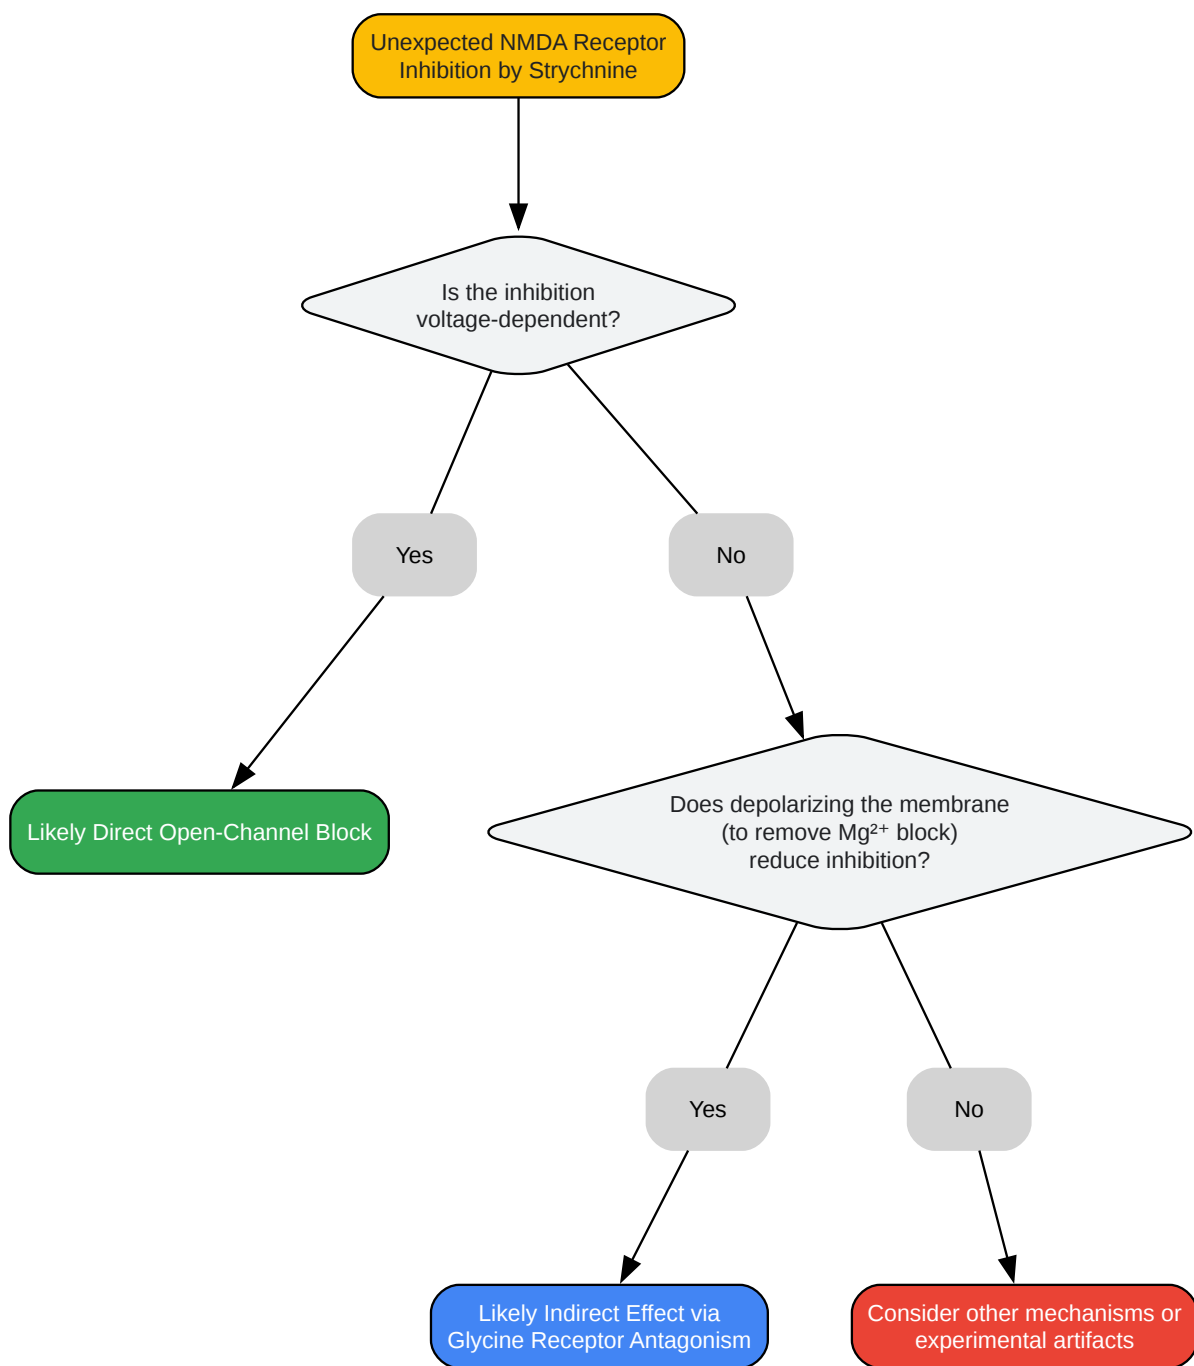 Unexpected NMDA Receptor
Inhibition by Strychnine
Is the inhibition
voltage-dependent?
Yes
No
Likely Direct Open-Channel Block
Does depolarizing the membrane
(to remove Mg²⁺ block)
reduce inhibition?
Yes
No
Likely Indirect Effect via
Glycine Receptor Antagonism
Consider other mechanisms or
experimental artifacts